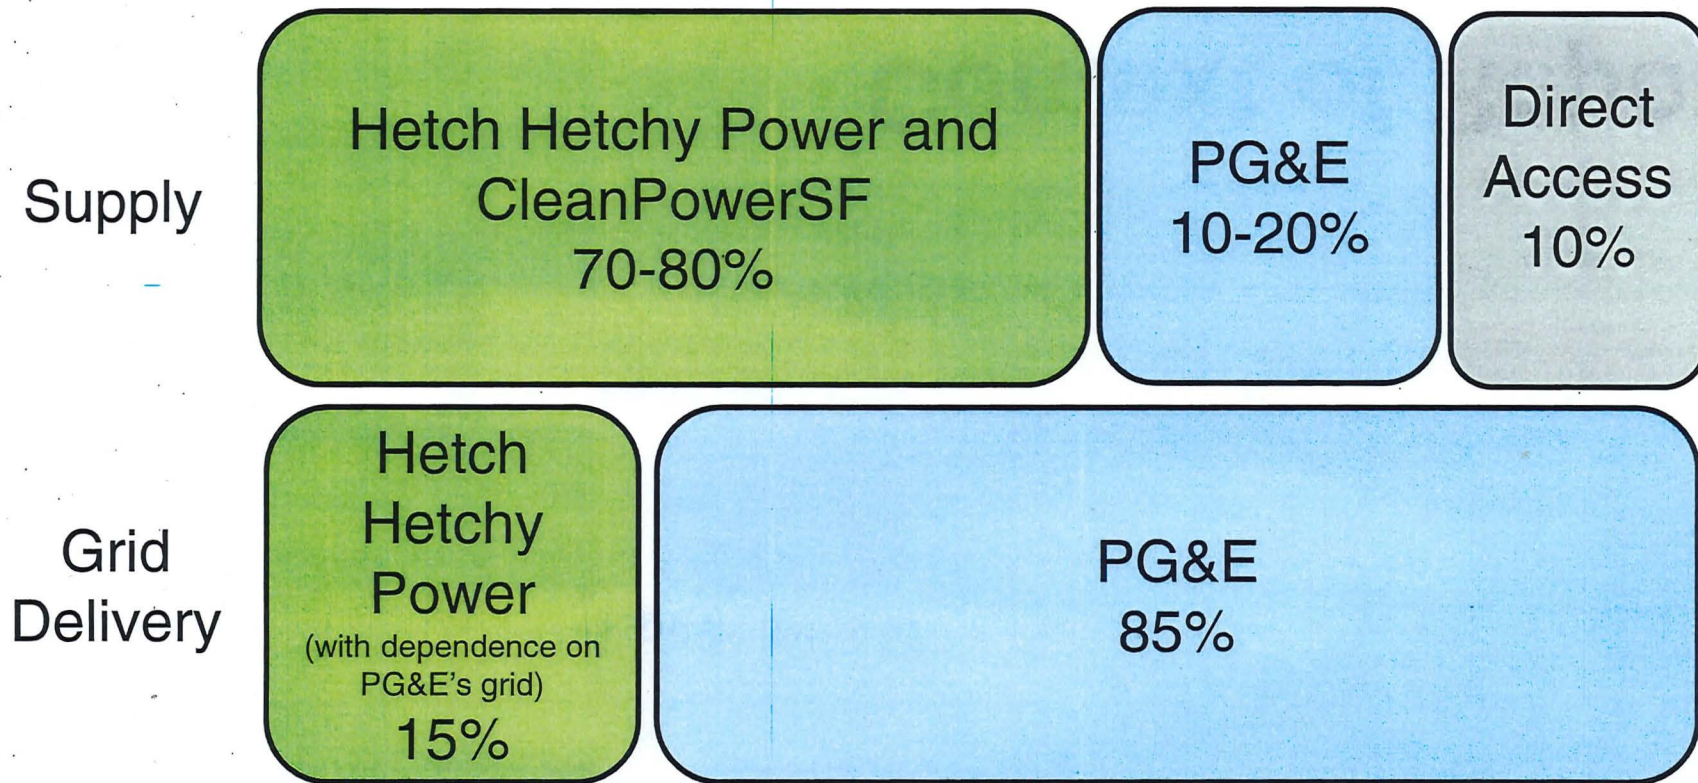 Supply
Hetch Hetchy Power and
CleanPowerSF
70-80%
PG&E
10-20%
Direct
Access
10%
Grid
Delivery
Hetch
Hetchy
Power
(with dependence on
PG&E's grid)
15%
PG&E
85%